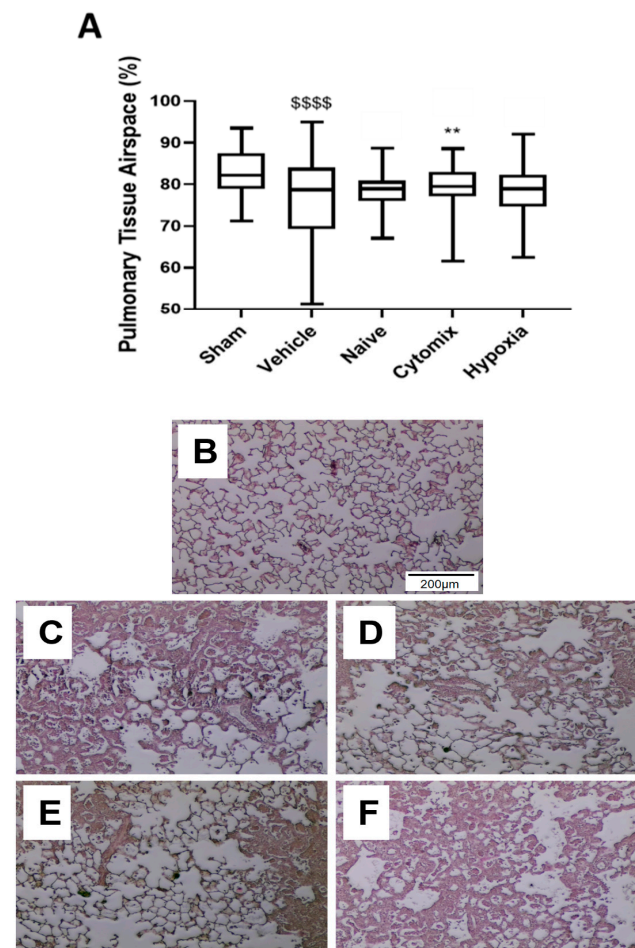 A
Pulmonary Tissue Airspace (%)
100
90
80
70
60
50
$$$$
**
Sham
Vehicle
Naive
Cytomix
Hypoxia
B
200µm
C
D
E
F